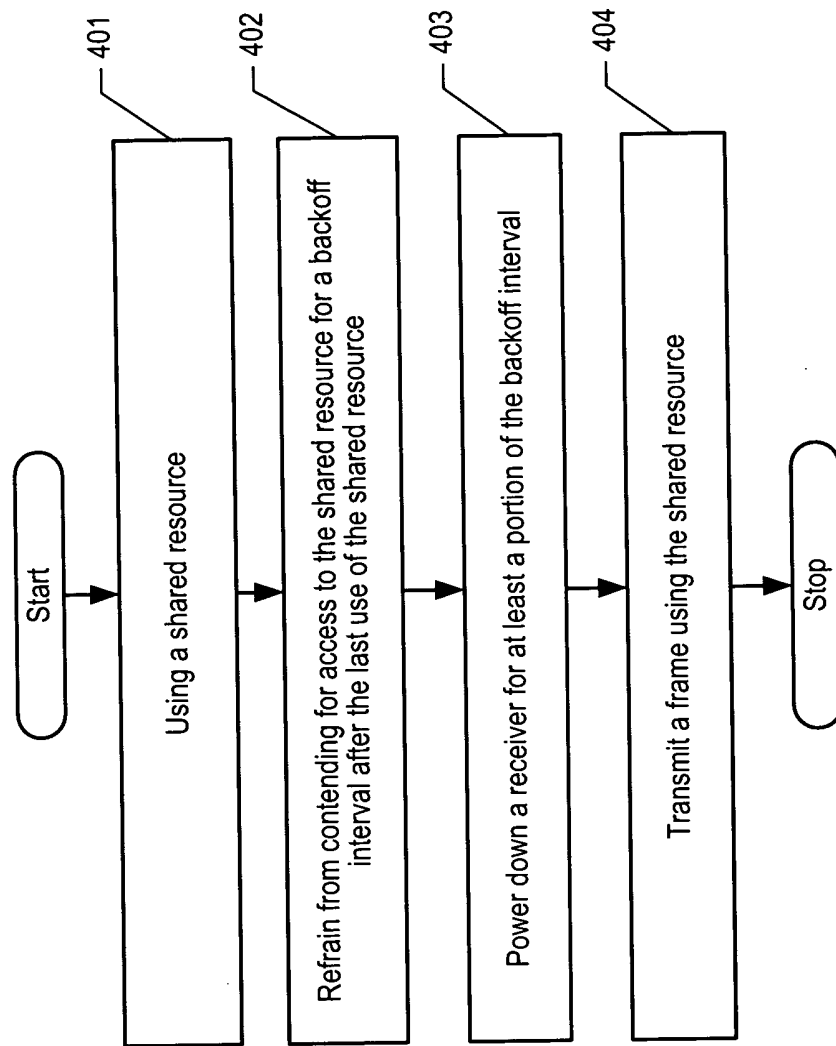 Start
Using a shared resource
401
Refrain from contending for access to the shared resource for a backoff
interval after the last use of the shared resource
402
Power down a receiver for at least a portion of the backoff interval
403
Transmit a frame using the shared resource
404
Stop